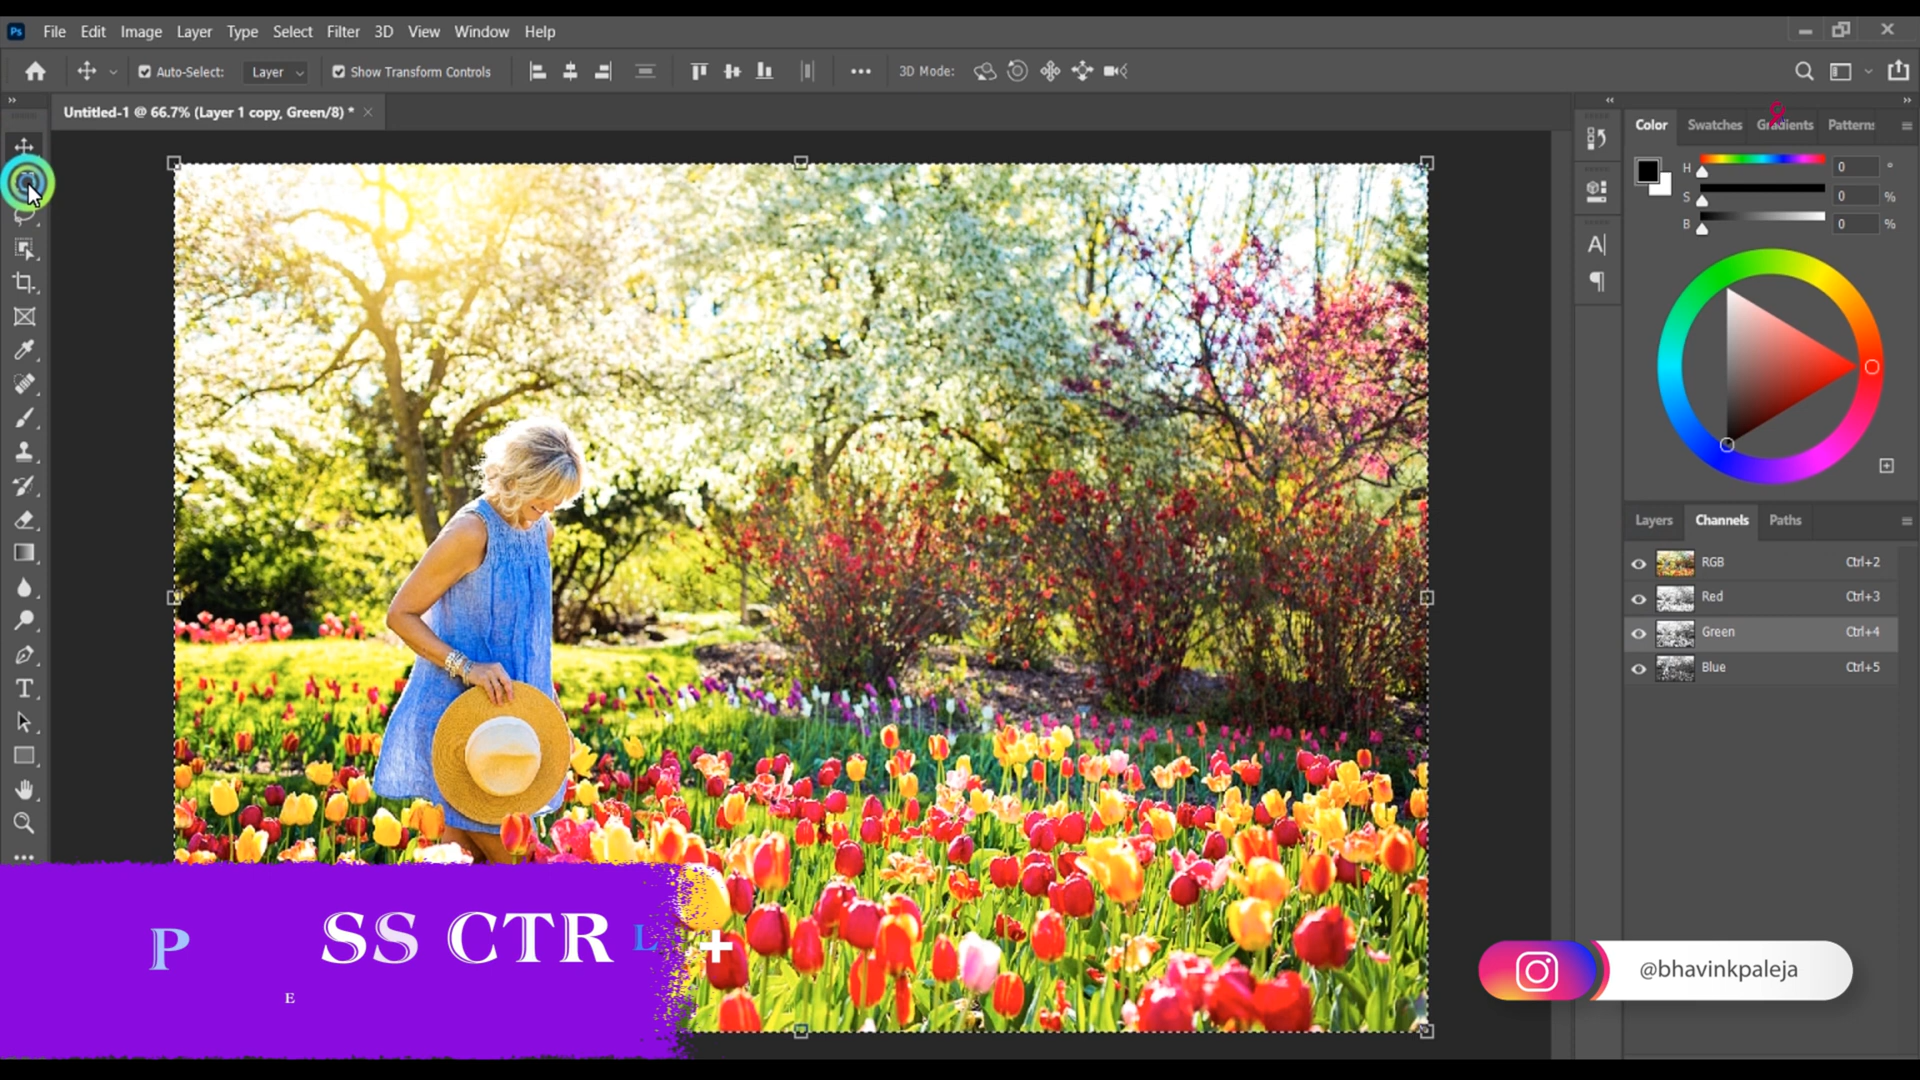 Ps File Edit Image Layer Type Select Filter 3D View Window Help
Auto-Select: Layer Show Transform Controls 3D Mode:
Untitled-1 @ 66.7% (Layer 1 copy, Green/8) *
Color Swatches Gradients Patterns
H 0 °
S 0 %
B 0 %
A
Layers Channels Paths
RGB Ctrl+2
Red Ctrl+3
Green Ctrl+4
Blue Ctrl+5
T
P E SS CTR L +
@bhavinkpaleja